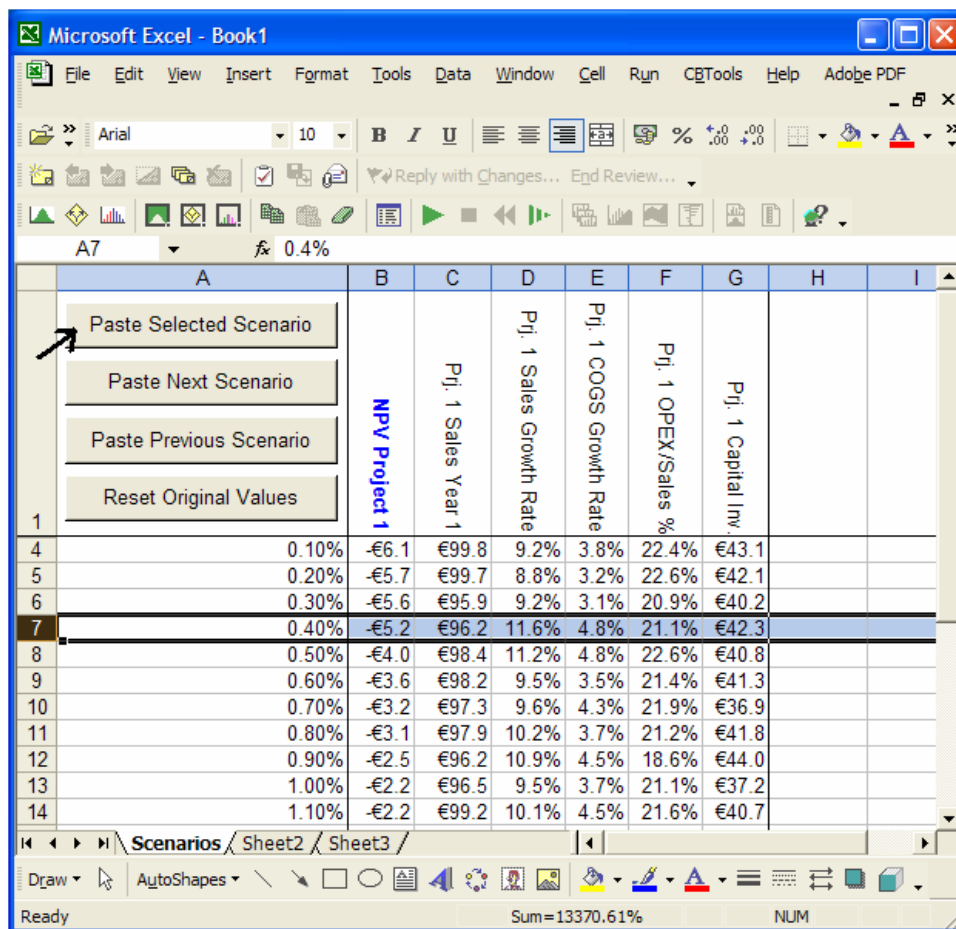 Microsoft Excel - Book1
File Edit View Insert Format Tools Data Window Cell Run CBTools Help Adobe PDF
Arial 10 B I U % .00 .00 A
Reply with Changes... End Review...
A7 fx 0.4%
A B C D E F G H I
Paste Selected Scenario
Paste Next Scenario
Paste Previous Scenario
Reset Original Values
NPV Project 1
Prj. 1 Sales Year 1
Prj. 1 Sales Growth Rate
Prj. 1 COGS Growth Rate
Prj. 1 OPEX/Sales %
Prj. 1 Capital Inv.
1
4 0.10% -€6.1 €99.8 9.2% 3.8% 22.4% €43.1
5 0.20% -€5.7 €99.7 8.8% 3.2% 22.6% €42.1
6 0.30% -€5.6 €95.9 9.2% 3.1% 20.9% €40.2
7 0.40% -€5.2 €96.2 11.6% 4.8% 21.1% €42.3
8 0.50% -€4.0 €98.4 11.2% 4.8% 22.6% €40.8
9 0.60% -€3.6 €98.2 9.5% 3.5% 21.4% €41.3
10 0.70% -€3.2 €97.3 9.6% 4.3% 21.9% €36.9
11 0.80% -€3.1 €97.9 10.2% 3.7% 21.2% €41.8
12 0.90% -€2.5 €96.2 10.9% 4.5% 18.6% €44.0
13 1.00% -€2.2 €96.5 9.5% 3.7% 21.1% €37.2
14 1.10% -€2.2 €99.2 10.1% 4.5% 21.6% €40.7
Scenarios Sheet2 Sheet3
Draw AutoShapes A
Ready Sum=13370.61% NUM